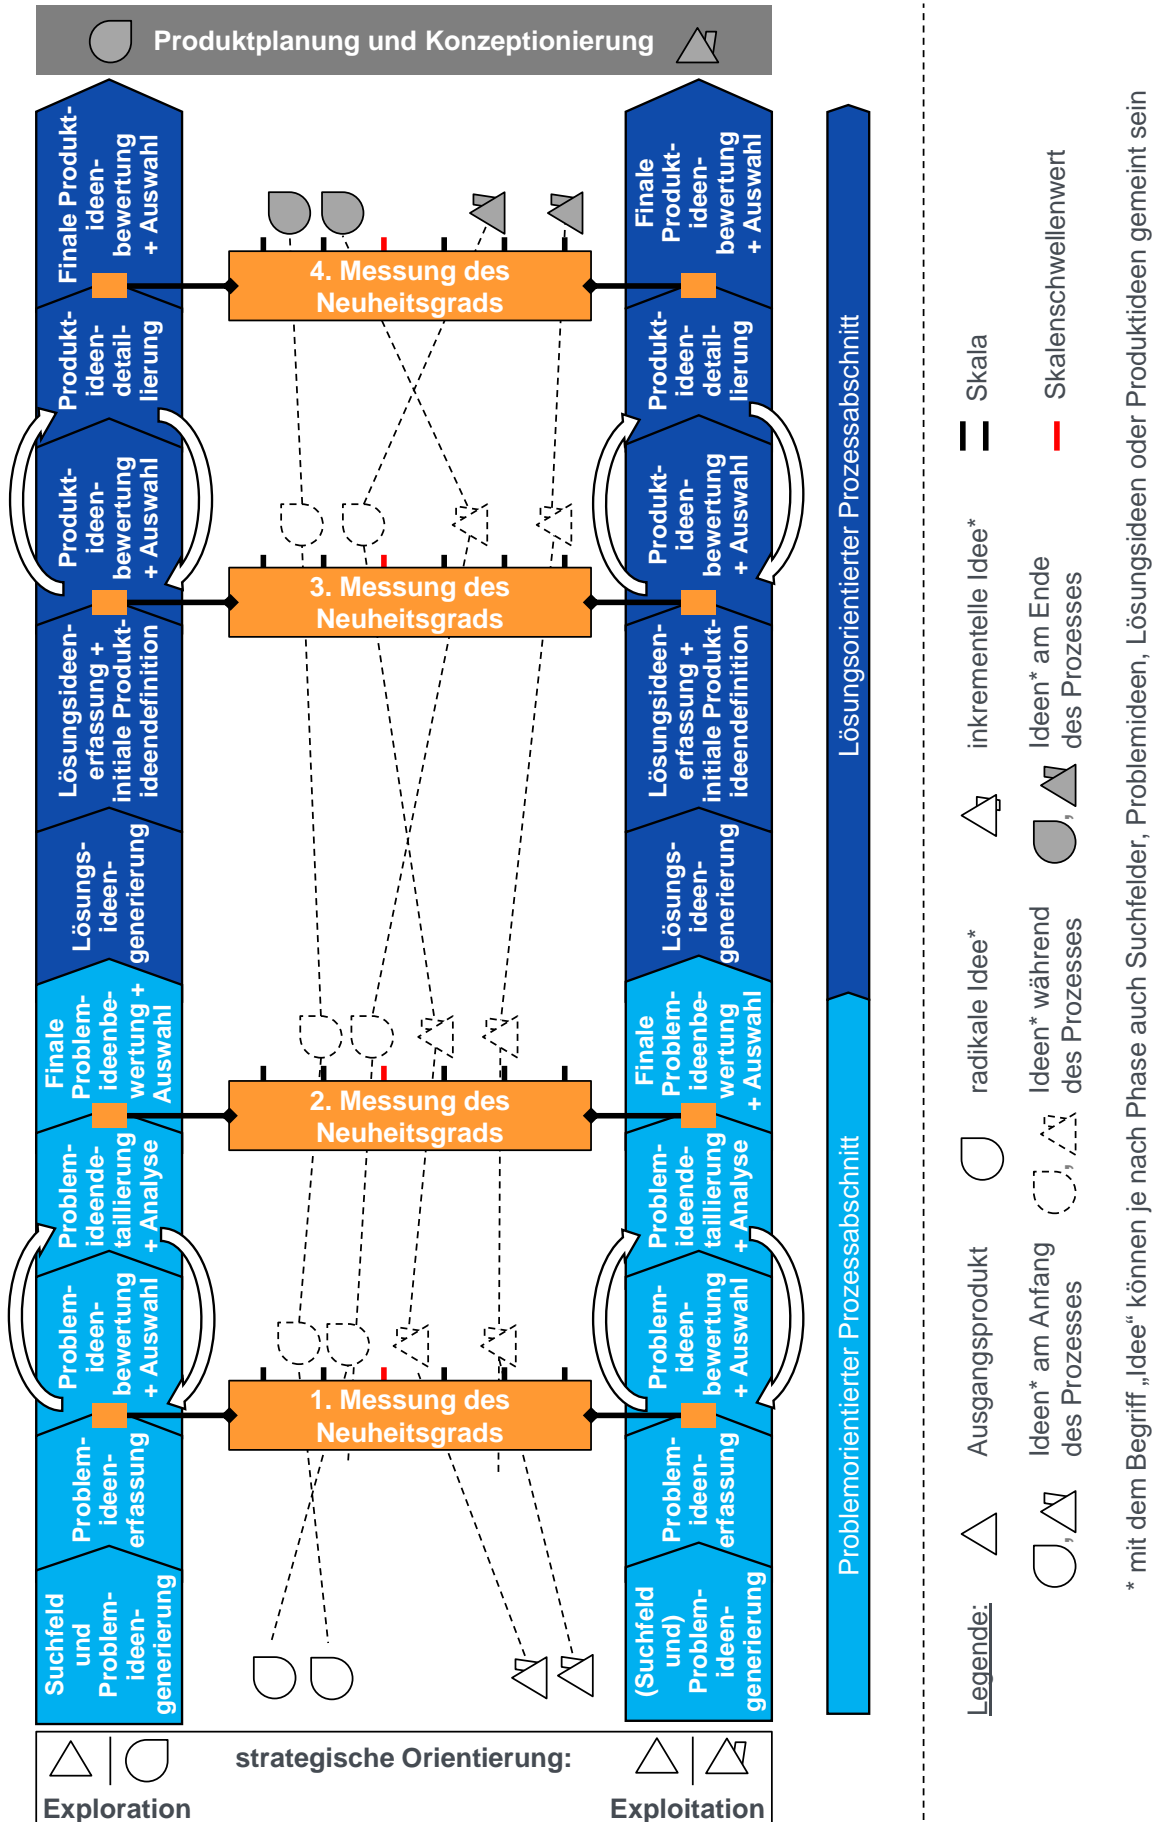 Produktplanung und Konzeptionierung
Suchfeld
und
Problem-
ideen-
generierung
Problem-
ideen-
erfassung
Problem-
ideen-
bewertung
+ Auswahl
Problem-
ideende-
taillierung
+ Analyse
Finale
Problem-
ideenbe-
wertung +
Auswahl
Lösungs-
ideen-
generierung
Lösungsideen-
erfassung +
initiale Produkt-
ideendefinition
Produkt-
ideen-
bewertung
+ Auswahl
Produkt-
ideen-
detail-
lierung
Finale Produkt-
ideen-
bewertung
+ Auswahl
4. Messung des
Neuheitsgrads
3. Messung des
Neuheitsgrads
2. Messung des
Neuheitsgrads
1. Messung des
Neuheitsgrads
(Suchfeld
und)
Problem-
ideen-
generierung
Problem-
ideen-
erfassung
Problem-
ideen-
bewertung
+ Auswahl
Problem-
ideende-
taillierung
+ Analyse
Finale
Problem-
ideenbe-
wertung
+ Auswahl
Lösungs-
ideen-
generierung
Lösungsideen-
erfassung +
initiale Produkt-
ideendefinition
Produkt-
ideen-
bewertung
+ Auswahl
Produkt-
ideen-
detail-
lierung
Finale
Produkt-
ideen-
bewertung
+ Auswahl
strategische Orientierung:
Exploration
Exploitation
Problemorientierter Prozessabschnitt
Lösungsorientierter Prozessabschnitt
Legende:
Ausgangsprodukt
radikale Idee*
inkrementelle Idee*
Skala
,
Ideen* am Anfang
des Prozesses
,
Ideen* während
des Prozesses
,
Ideen* am Ende
des Prozesses
Skalenschwellenwert
* mit dem Begriff „Idee“ können je nach Phase auch Suchfelder, Problemideen, Lösungsideen oder Produktideen gemeint sein